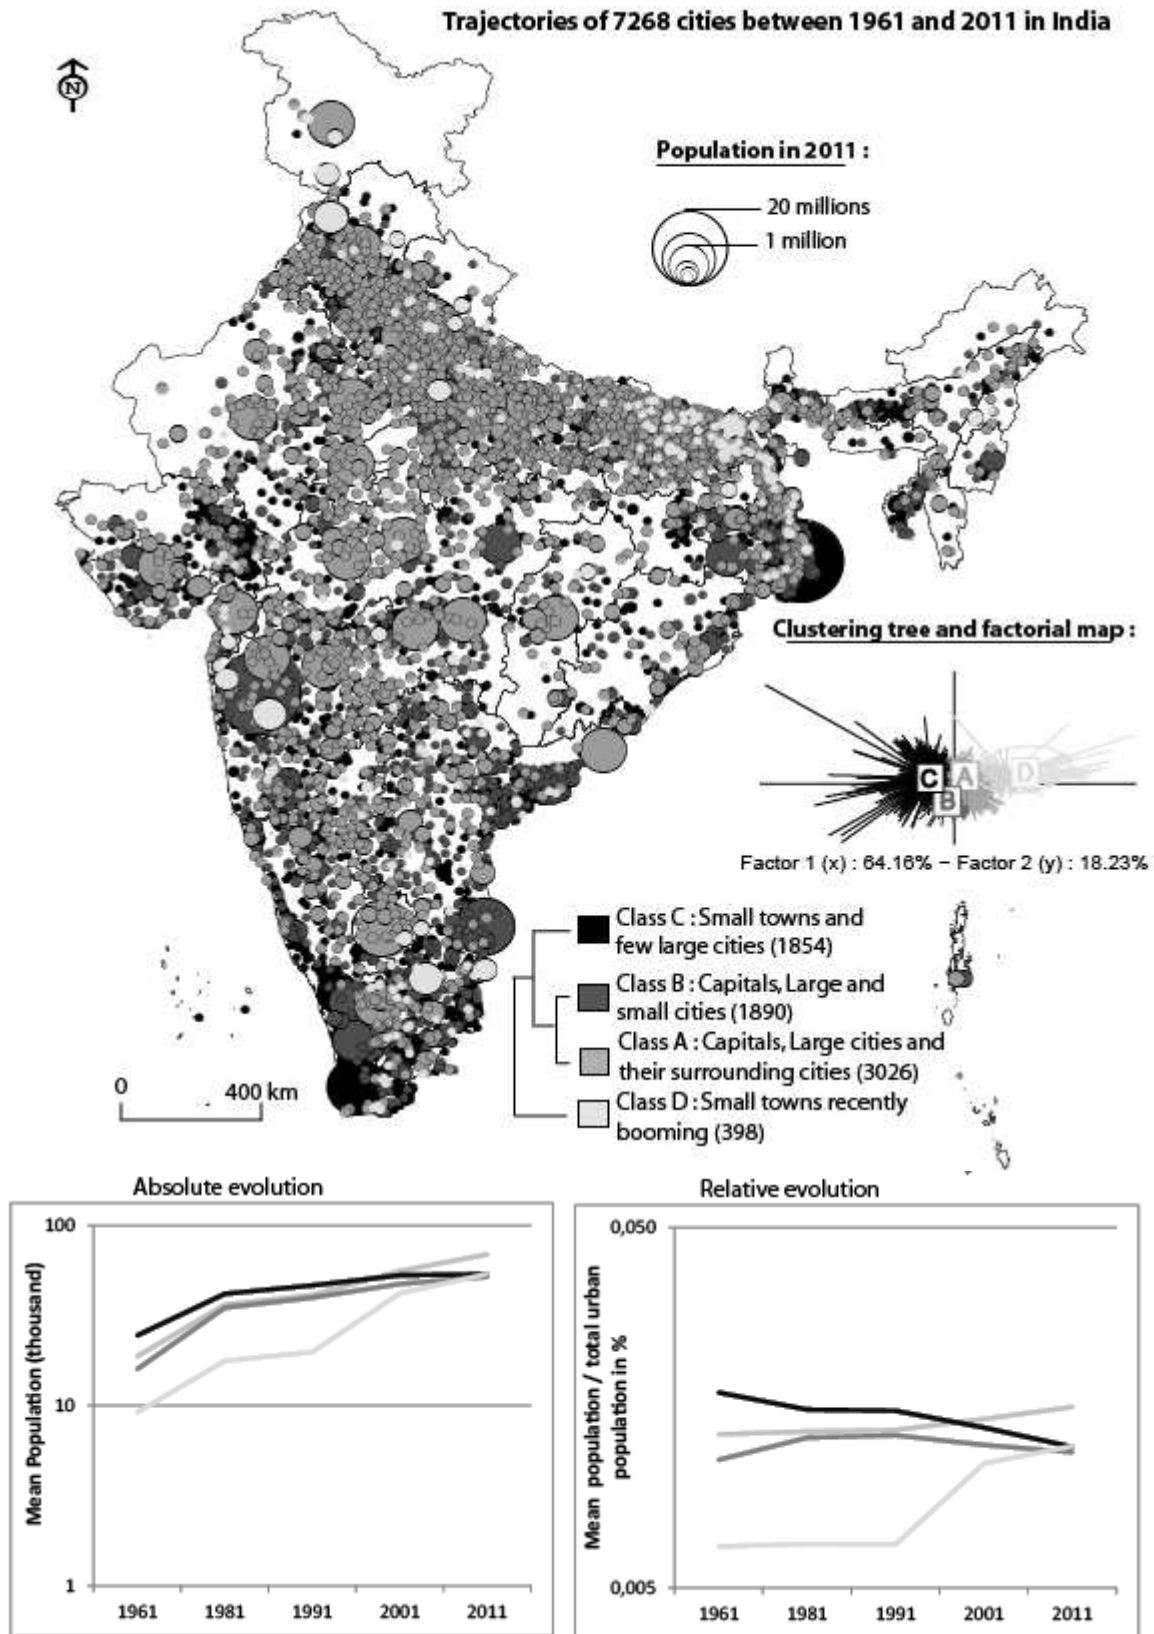 Trajectories of 7268 cities between 1961 and 2011 in India
N
Population in 2011 :
20 millions
1 million
Clustering tree and factorial map :
C
A
D
B
Factor 1 (x) : 64.16% − Factor 2 (y) : 18.23%
Class C : Small towns and
few large cities (1854)
Class B : Capitals, Large and
small cities (1890)
Class A : Capitals, Large cities and
their surrounding cities (3026)
Class D : Small towns recently
booming (398)
0
400 km
Absolute evolution
Mean Population (thousand)
100
10
1
1961 1981 1991 2001 2011
Relative evolution
Mean population / total urban
population in %
0,050
0,005
1961 1981 1991 2001 2011